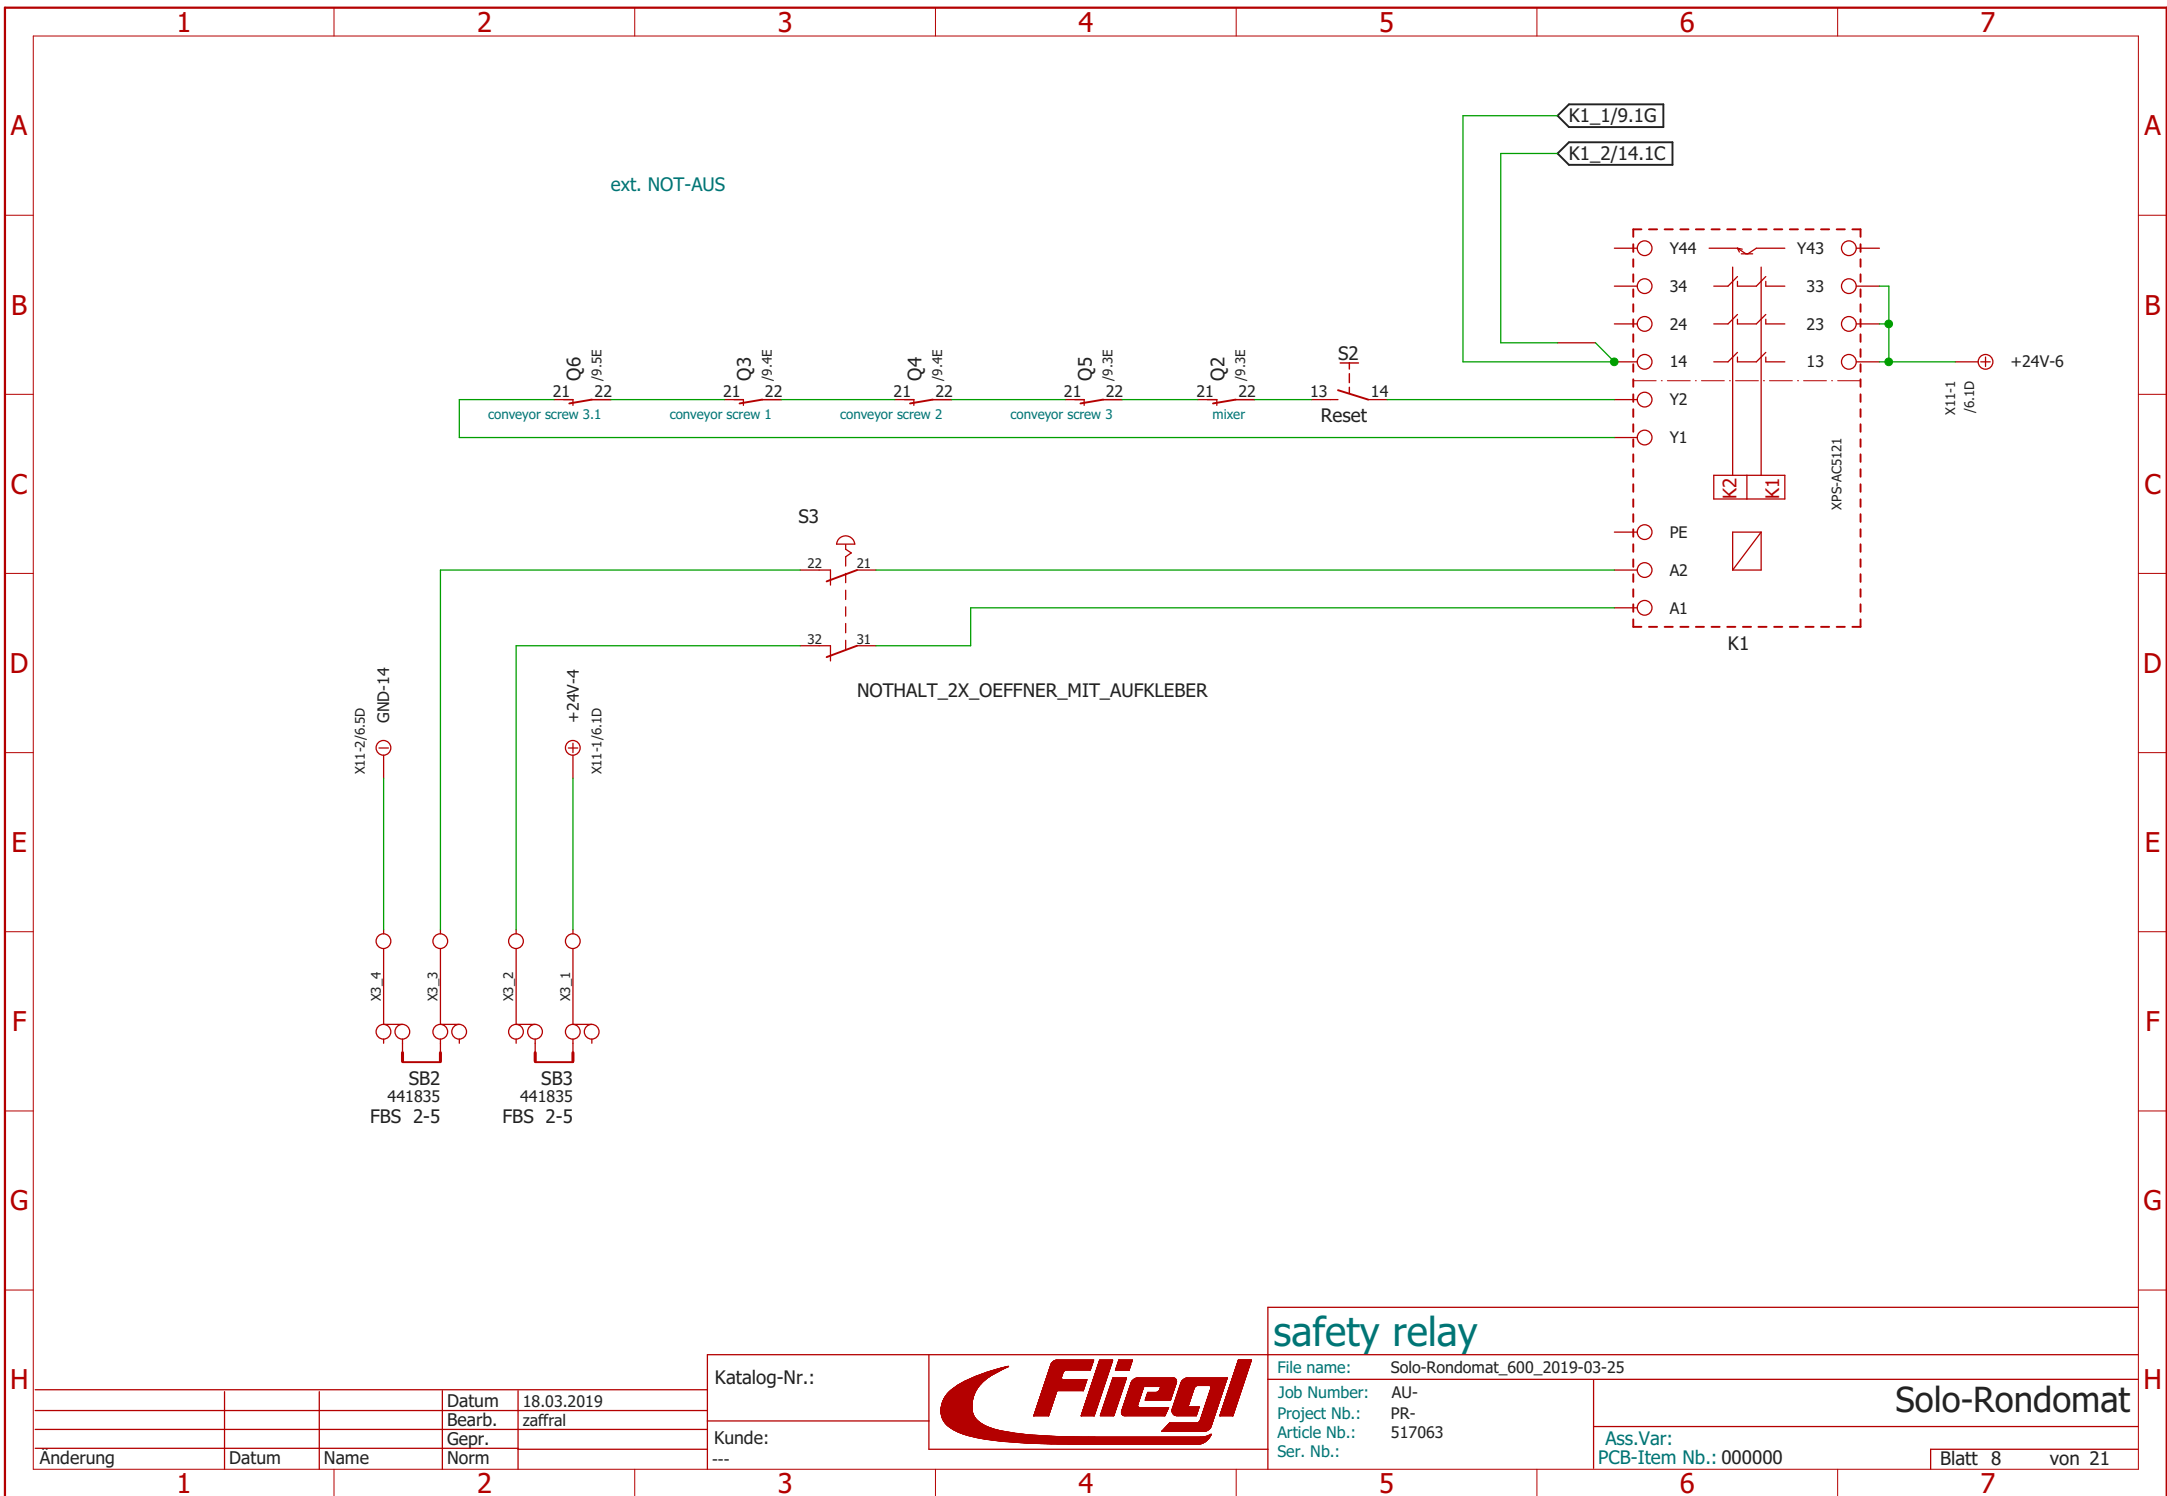 1 2 3 4 5 6 7
A A
K1_1/9.1G
K1_2/14.1C
ext. NOT-AUS
B B
Y44 Y43
34 33
24 23
14 13
+24V-6
X11-1
/6.1D
Q6
/9.5E
Q3
/9.4E
Q4
/9.4E
Q5
/9.3E
Q2
/9.3E
S2
21 22
21 22
21 22
21 22
21 22
13 14
conveyor screw 3.1
conveyor screw 1
conveyor screw 2
conveyor screw 3
mixer
Reset
Y2
Y1
XPS-AC5121
K2 K1
C C
S3
PE
22 21
A2
A1
32 31
K1
D D
NOTHALT_2X_OEFFNER_MIT_AUFKLEBER
X11-2/6.5D
GND-14
+24V-4
X11-1/6.1D
E E
X3_4
X3_3
X3_2
X3_1
F F
SB2
441835
FBS 2-5
SB3
441835
FBS 2-5
G G
H H
safety relay
File name: Solo-Rondomat_600_2019-03-25
Job Number: AU-
Project Nb.: PR-
Article Nb.: 517063
Ser. Nb.:
Solo-Rondomat
Ass.Var:
PCB-Item Nb.: 000000
Blatt 8 von 21
Katalog-Nr.:
Kunde:
---
Fliegl
Datum 18.03.2019
Bearb. zaffral
Gepr.
Änderung Datum Name Norm
1 2 3 4 5 6 7